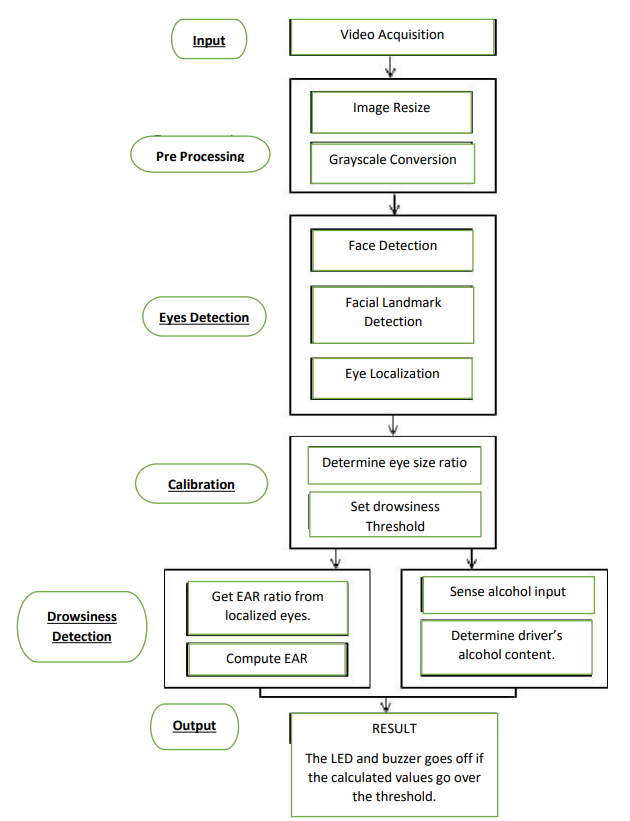 Input
Video Acquisition
Image Resize
Pre Processing
Grayscale Conversion
Face Detection
Facial Landmark
Detection
Eyes Detection
Eye Localization
Determine eye size ratio
Calibration
Set drowsiness
Threshold
Drowsiness
Detection
Get EAR ratio from
localized eyes.
Compute EAR
Sense alcohol input
Determine driver’s
alcohol content.
Output
RESULT
The LED and buzzer goes off if
the calculated values go over
the threshold.